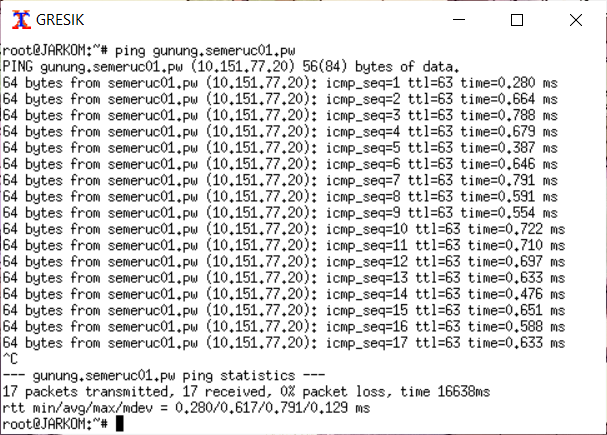 GRESIK
root@JARKOM:~# ping gunung.semeruc01.pw
PING gunung.semeruc01.pw (10.151.77.20) 56(84) bytes of data.
64 bytes from semeruc01.pw (10.151.77.20): icmp_seq=1 ttl=63 time=0.280 ms
64 bytes from semeruc01.pw (10.151.77.20): icmp_seq=2 ttl=63 time=0.664 ms
64 bytes from semeruc01.pw (10.151.77.20): icmp_seq=3 ttl=63 time=0.788 ms
64 bytes from semeruc01.pw (10.151.77.20): icmp_seq=4 ttl=63 time=0.679 ms
64 bytes from semeruc01.pw (10.151.77.20): icmp_seq=5 ttl=63 time=0.387 ms
64 bytes from semeruc01.pw (10.151.77.20): icmp_seq=6 ttl=63 time=0.646 ms
64 bytes from semeruc01.pw (10.151.77.20): icmp_seq=7 ttl=63 time=0.791 ms
64 bytes from semeruc01.pw (10.151.77.20): icmp_seq=8 ttl=63 time=0.591 ms
64 bytes from semeruc01.pw (10.151.77.20): icmp_seq=9 ttl=63 time=0.554 ms
64 bytes from semeruc01.pw (10.151.77.20): icmp_seq=10 ttl=63 time=0.722 ms
64 bytes from semeruc01.pw (10.151.77.20): icmp_seq=11 ttl=63 time=0.710 ms
64 bytes from semeruc01.pw (10.151.77.20): icmp_seq=12 ttl=63 time=0.697 ms
64 bytes from semeruc01.pw (10.151.77.20): icmp_seq=13 ttl=63 time=0.633 ms
64 bytes from semeruc01.pw (10.151.77.20): icmp_seq=14 ttl=63 time=0.476 ms
64 bytes from semeruc01.pw (10.151.77.20): icmp_seq=15 ttl=63 time=0.651 ms
64 bytes from semeruc01.pw (10.151.77.20): icmp_seq=16 ttl=63 time=0.588 ms
64 bytes from semeruc01.pw (10.151.77.20): icmp_seq=17 ttl=63 time=0.633 ms
^C
--- gunung.semeruc01.pw ping statistics ---
17 packets transmitted, 17 received, 0% packet loss, time 16638ms
rtt min/avg/max/mdev = 0.280/0.617/0.791/0.129 ms
root@JARKOM:~#